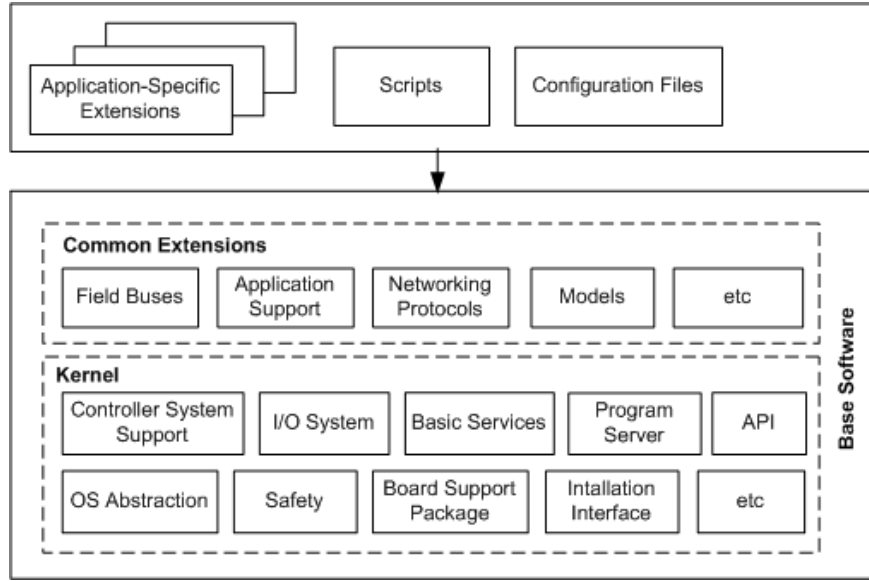 Application-Specific
Extensions
Scripts
Configuration Files
Common Extensions
Field Buses
Application
Support
Networking
Protocols
Models
etc
Kernel
Controller System
Support
I/O System
Basic Services
Program
Server
API
OS Abstraction
Safety
Board Support
Package
Intallation
Interface
etc
Base Software